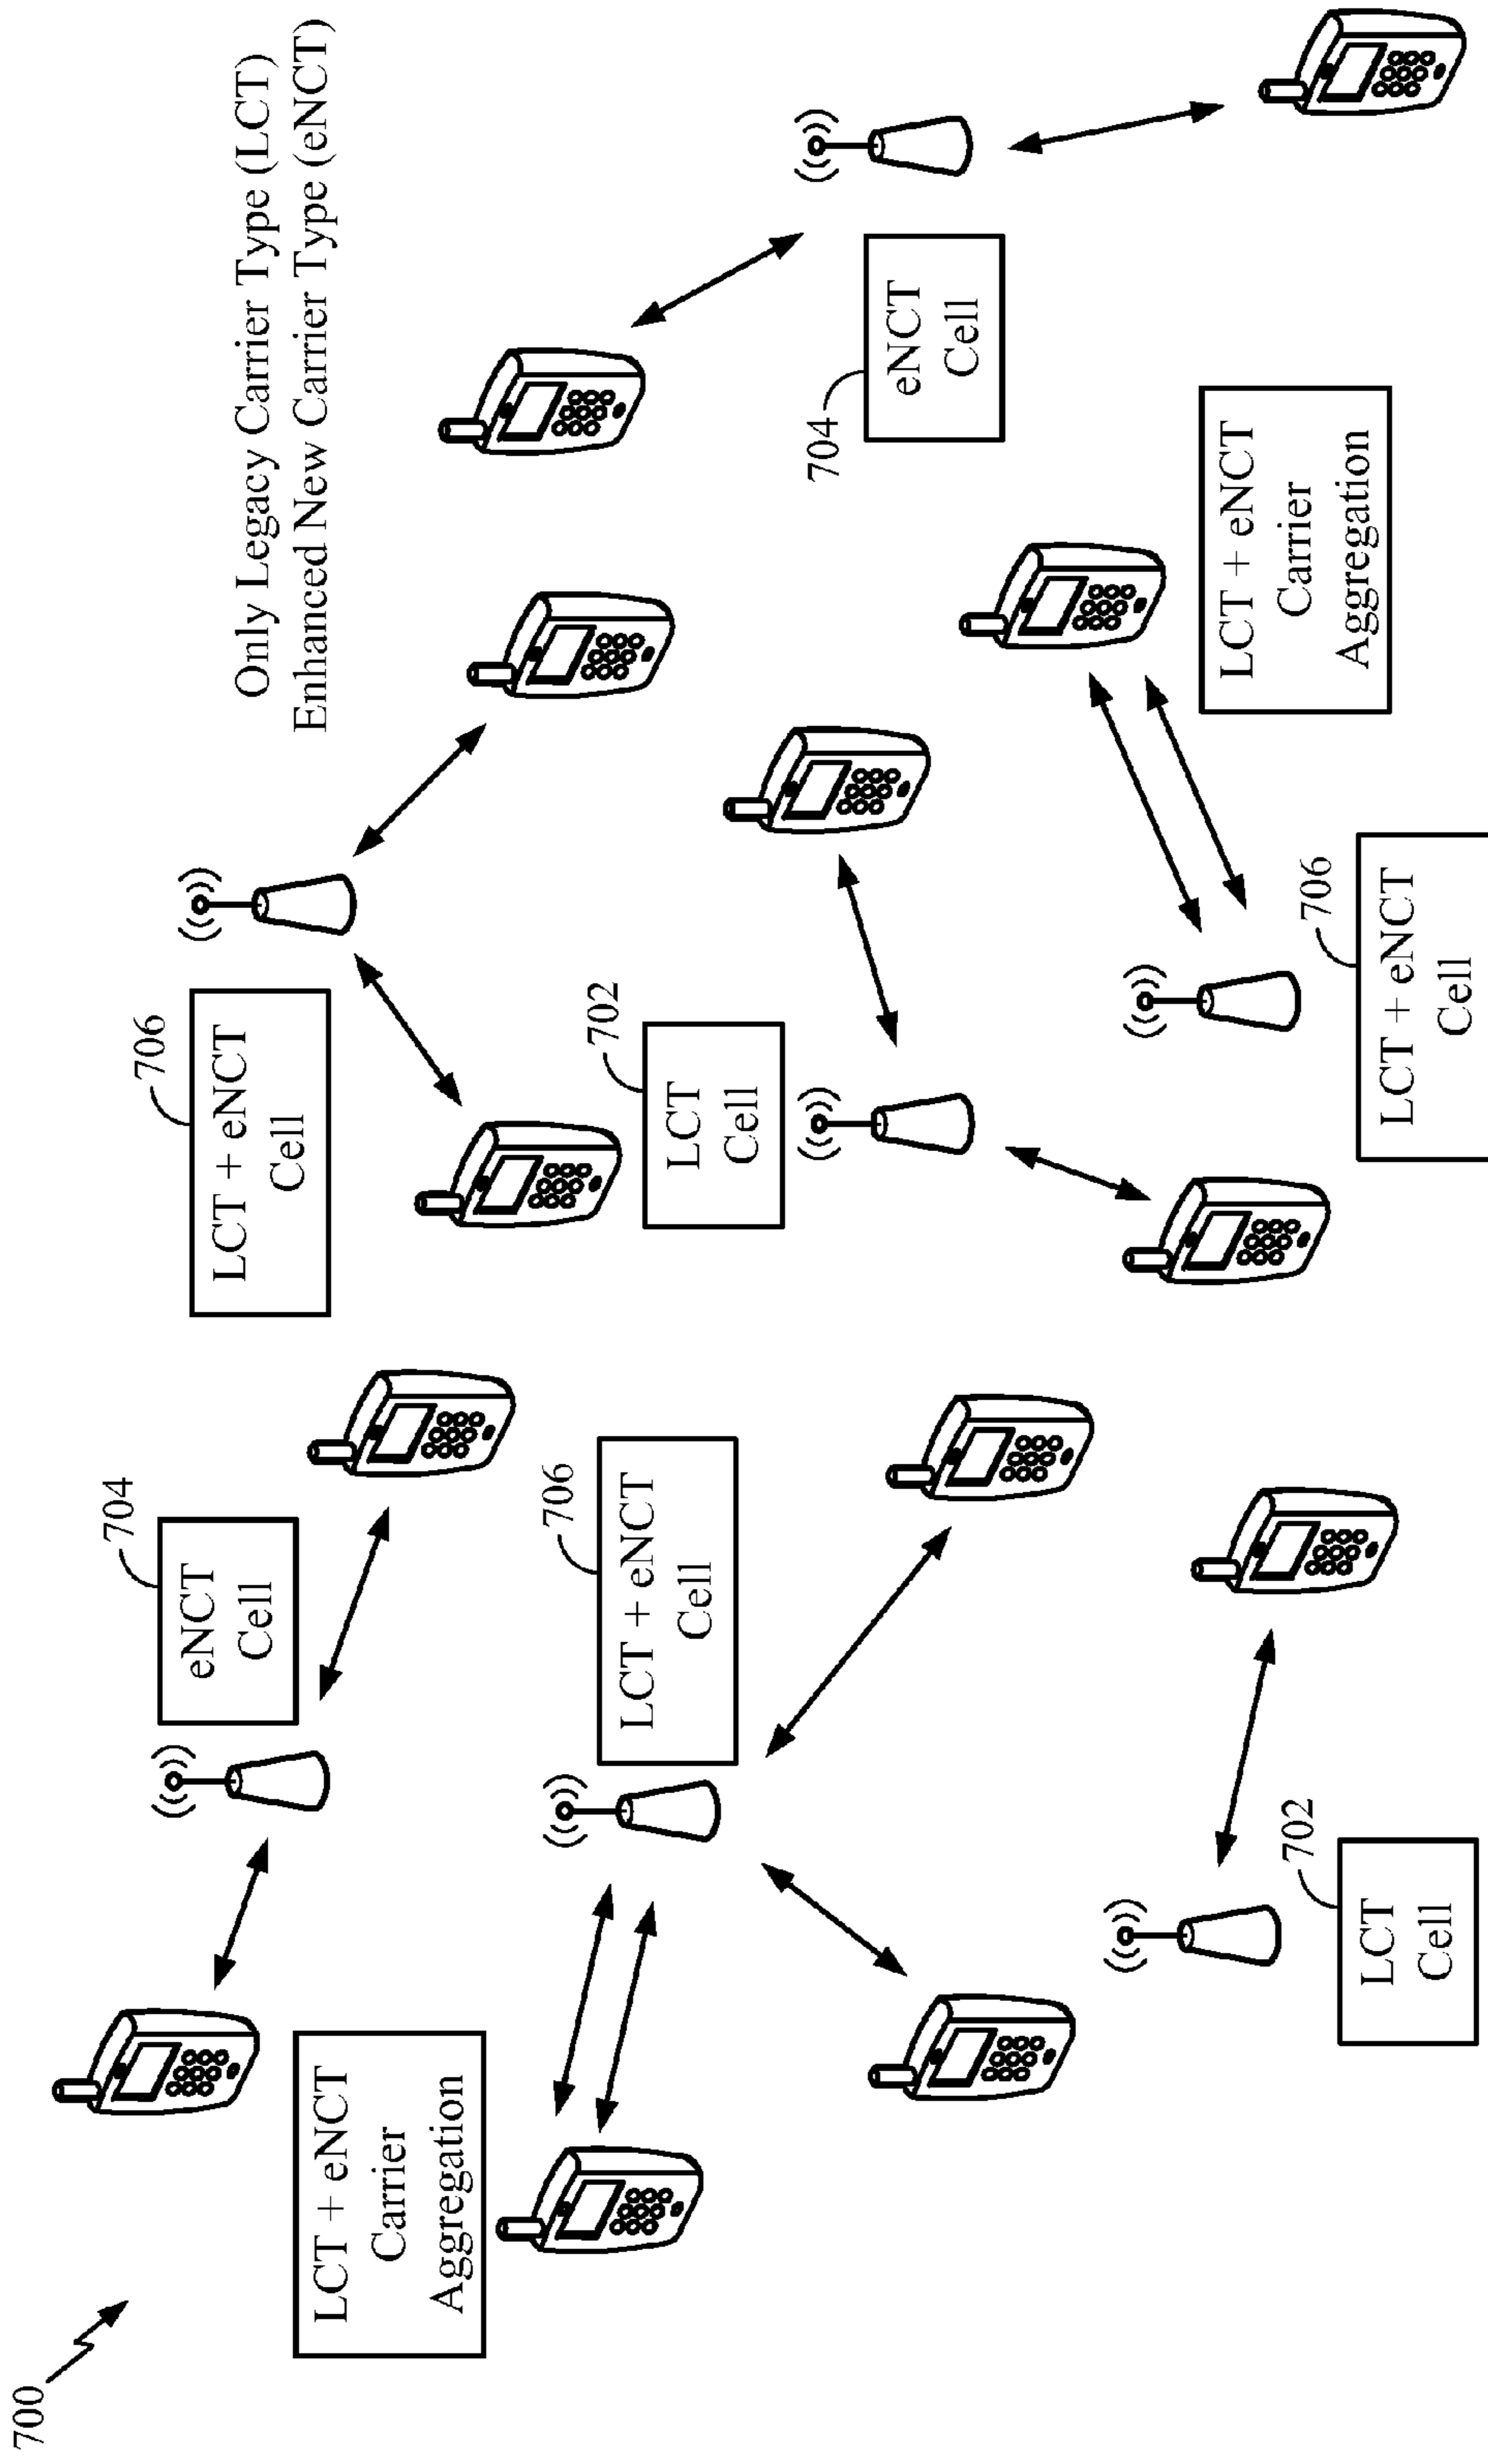 700
Only Legacy Carrier Type (LCT)
Enhanced New Carrier Type (eNCT)
704
eNCT
Cell
706
LCT + eNCT
Cell
LCT + eNCT
Carrier
Aggregation
706
LCT + eNCT
Cell
702
LCT
Cell
704
eNCT
Cell
702
LCT
Cell
706
LCT + eNCT
Cell
LCT + eNCT
Carrier
Aggregation